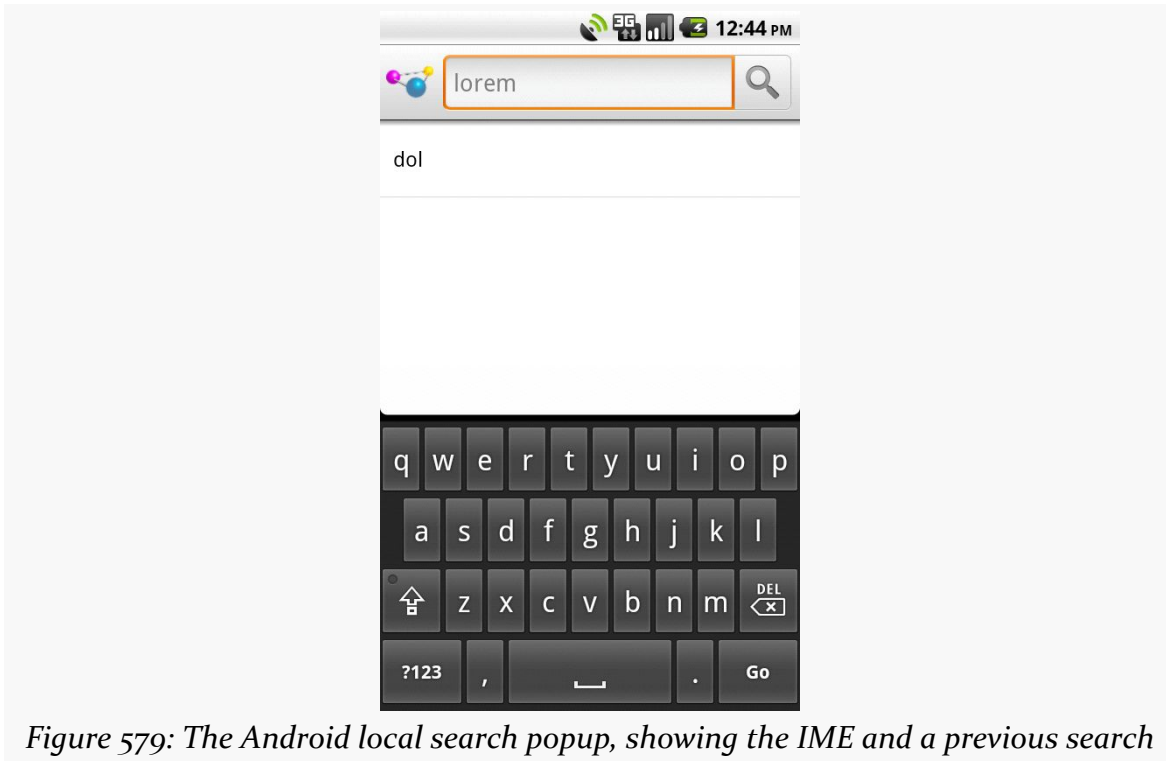 3G 12:44 PM
lorem
dol
q w e r t y u i o p
a s d f g h j k l
z x c v b n m DEL
?123 , . Go
Figure 579: The Android local search popup, showing the IME and a previous search